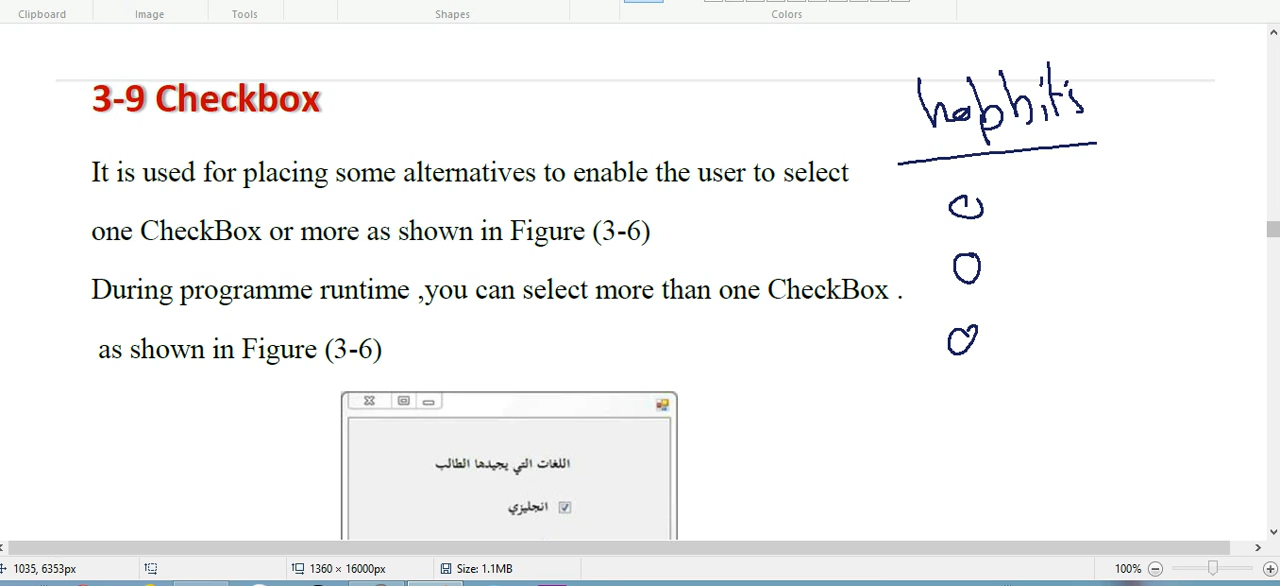 Clipboard
Image
Tools
Shapes
Colors
3-9 Checkbox
It is used for placing some alternatives to enable the user to select
one CheckBox or more as shown in Figure (3-6)
During programme runtime ,you can select more than one CheckBox .
as shown in Figure (3-6)
haphits
اللغات التي يجيدها الطالب
انجليزي
1035, 6353px
1360 × 16000px
Size: 1.1MB
100%